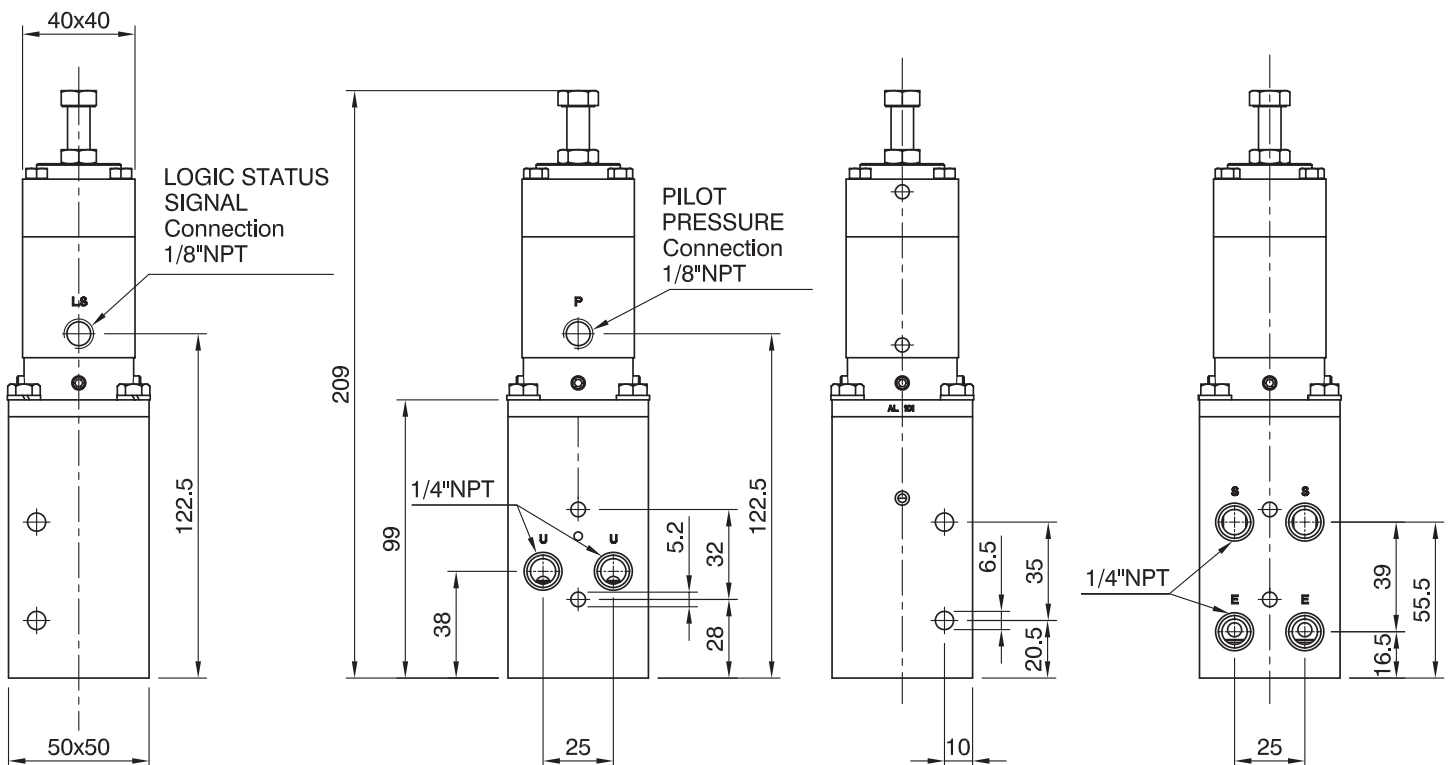 40x40
LOGIC STATUS
SIGNAL
Connection
1/8"NPT
LS
122.5
50x50
209
PILOT
PRESSURE
Connection
1/8"NPT
P
99
1/4"NPT
U U
38
5.2
32
28
122.5
25
6.5
35
20.5
10
S S
1/4"NPT
E E
39
16.5
55.5
25